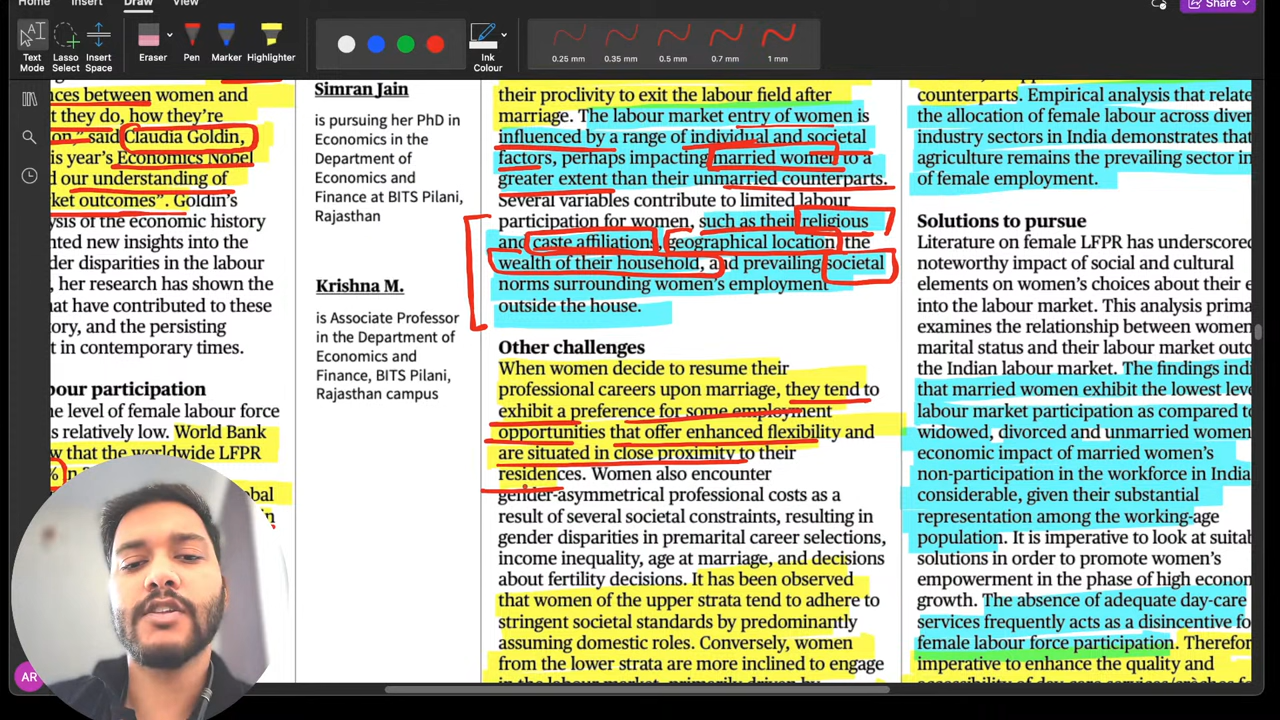 Home
Insert
Draw
View
Share
Text
Mode
Lasso
Select
Insert
Space
Eraser
Pen
Marker
Highlighter
Ink
Colour
0.25 mm
0.35 mm
0.5 mm
0.7 mm
1 mm
nces between women and
t they do, how they're
on," said Claudia Goldin,
is year's Economics Nobel
d our understanding of
ket outcomes". Goldin's
ysis of the economic history
nted new insights into the
der disparities in the labour
, her research has shown the
hat have contributed to these
ory, and the persisting
t in contemporary times.
bour participation
he level of female labour force
s relatively low. World Bank
w that the worldwide LFPR
% in
obal
in
AR
Simran Jain
is pursuing her PhD in
Economics in the
Department of
Economics and
Finance at BITS Pilani,
Rajasthan
Krishna M.
is Associate Professor
in the Department of
Economics and
Finance, BITS Pilani,
Rajasthan campus
their proclivity to exit the labour field after
marriage. The labour market entry of women is
influenced by a range of individual and societal
factors, perhaps impacting married women to a
greater extent than their unmarried counterparts.
Several variables contribute to limited labour
participation for women, such as their religious
and caste affiliations, geographical location, the
wealth of their household, and prevailing societal
norms surrounding women's employment
outside the house.
Other challenges
When women decide to resume their
professional careers upon marriage, they tend to
exhibit a preference for some employment
opportunities that offer enhanced flexibility and
are situated in close proximity to their
residences. Women also encounter
gender-asymmetrical professional costs as a
result of several societal constraints, resulting in
gender disparities in premarital career selections,
income inequality, age at marriage, and decisions
about fertility decisions. It has been observed
that women of the upper strata tend to adhere to
stringent societal standards by predominantly
assuming domestic roles. Conversely, women
from the lower strata are more inclined to engage
in the labour market, primarily driven by
counterparts. Empirical analysis that relate
the allocation of female labour across diver
industry sectors in India demonstrates that
agriculture remains the prevailing sector in
of female employment.
Solutions to pursue
Literature on female LFPR has underscored
noteworthy impact of social and cultural
elements on women's choices about their e
into the labour market. This analysis prima
examines the relationship between women
marital status and their labour market outc
the Indian labour market. The findings indi
that married women exhibit the lowest leve
labour market participation as compared to
widowed, divorced and unmarried women
economic impact of married women's
non-participation in the workforce in India
considerable, given their substantial
representation among the working-age
population. It is imperative to look at suitab
solutions in order to promote women's
empowerment in the phase of high econom
growth. The absence of adequate day-care
services frequently acts as a disincentive fo
female labour force participation. Therefor
imperative to enhance the quality and
accessibility of day-care services/crèches fo